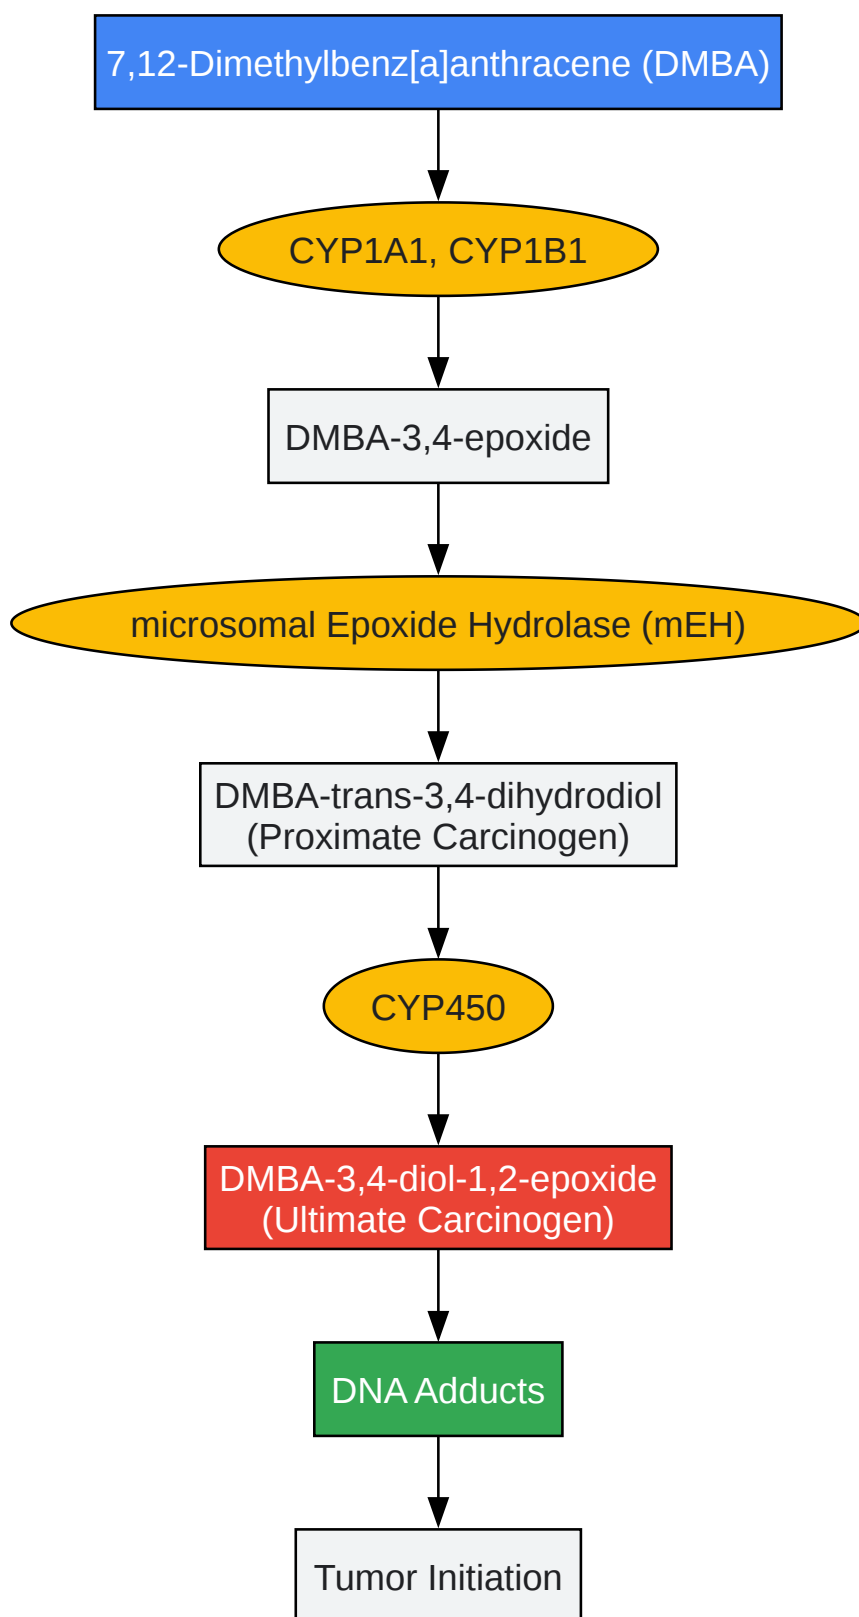 7,12-Dimethylbenz[a]anthracene (DMBA)
CYP1A1, CYP1B1
DMBA-3,4-epoxide
microsomal Epoxide Hydrolase (mEH)
DMBA-trans-3,4-dihydrodiol
(Proximate Carcinogen)
CYP450
DMBA-3,4-diol-1,2-epoxide
(Ultimate Carcinogen)
DNA Adducts
Tumor Initiation